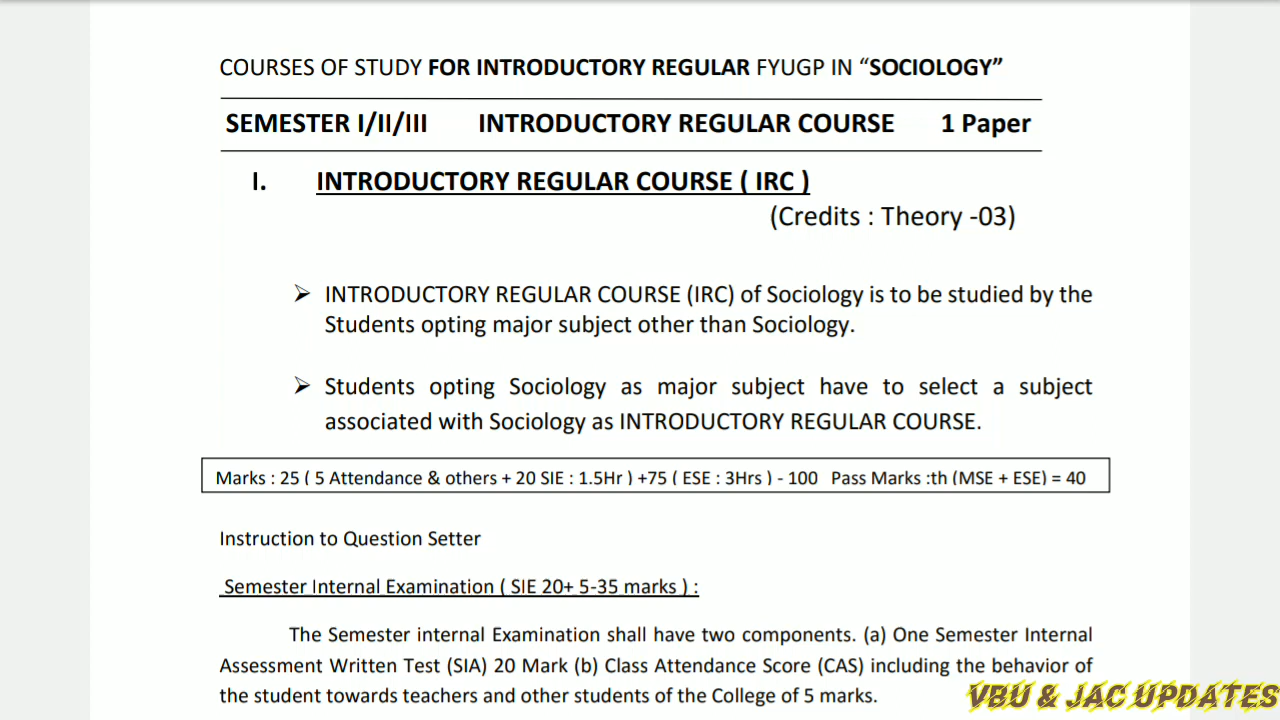 COURSES OF STUDY FOR INTRODUCTORY REGULAR FYUGP IN “SOCIOLOGY”
SEMESTER I/II/III INTRODUCTORY REGULAR COURSE 1 Paper
I. INTRODUCTORY REGULAR COURSE ( IRC )
(Credits : Theory -03)
➢ INTRODUCTORY REGULAR COURSE (IRC) of Sociology is to be studied by the
Students opting major subject other than Sociology.
➢ Students opting Sociology as major subject have to select a subject
associated with Sociology as INTRODUCTORY REGULAR COURSE.
Marks : 25 ( 5 Attendance & others + 20 SIE : 1.5Hr ) +75 ( ESE : 3Hrs ) - 100 Pass Marks :th (MSE + ESE) = 40
Instruction to Question Setter
Semester Internal Examination ( SIE 20+ 5-35 marks ) :
The Semester internal Examination shall have two components. (a) One Semester Internal
Assessment Written Test (SIA) 20 Mark (b) Class Attendance Score (CAS) including the behavior of
the student towards teachers and other students of the College of 5 marks.
VBU & JAC UPDATES